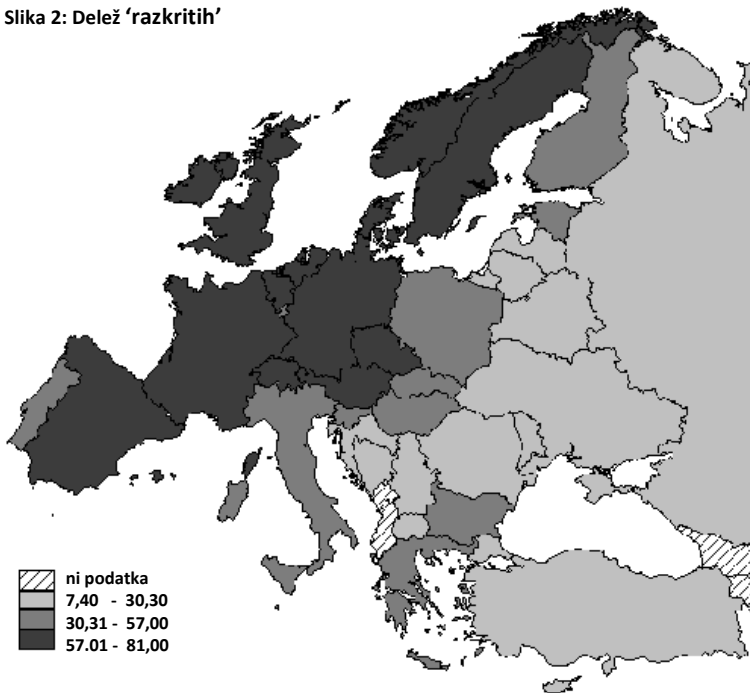 Slika 2: Delež 'razkritih'
ni podatka
7,40 - 30,30
30,31 - 57,00
57.01 - 81,00